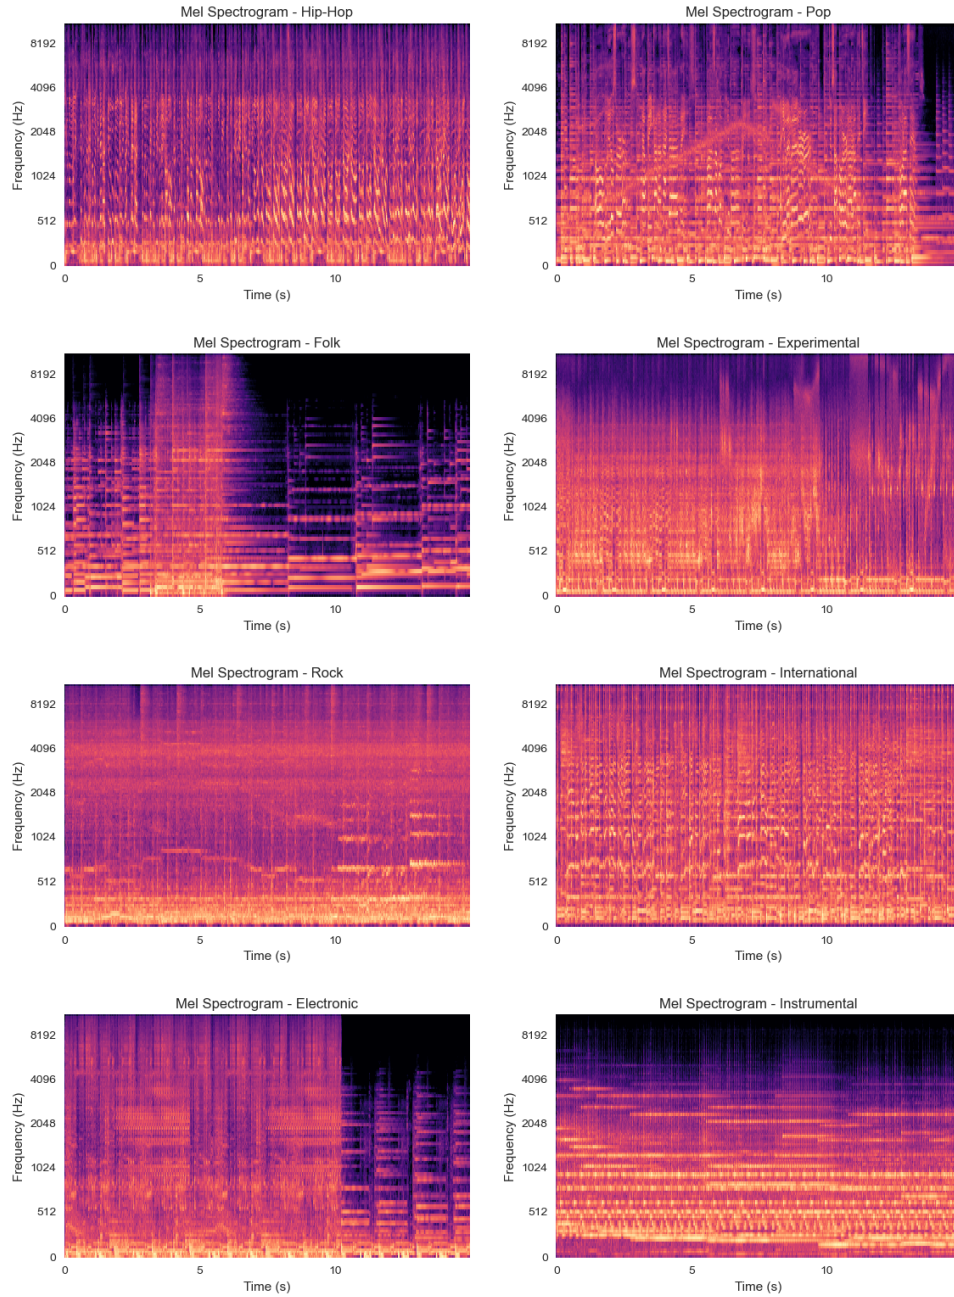 Mel Spectrogram - Hip-Hop
Frequency (Hz)
8192
4096
2048
1024
512
0
0 5 10
Time (s)
Mel Spectrogram - Pop
Frequency (Hz)
8192
4096
2048
1024
512
0
0 5 10
Time (s)
Mel Spectrogram - Folk
Frequency (Hz)
8192
4096
2048
1024
512
0
0 5 10
Time (s)
Mel Spectrogram - Experimental
Frequency (Hz)
8192
4096
2048
1024
512
0
0 5 10
Time (s)
Mel Spectrogram - Rock
Frequency (Hz)
8192
4096
2048
1024
512
0
0 5 10
Time (s)
Mel Spectrogram - International
Frequency (Hz)
8192
4096
2048
1024
512
0
0 5 10
Time (s)
Mel Spectrogram - Electronic
Frequency (Hz)
8192
4096
2048
1024
512
0
0 5 10
Time (s)
Mel Spectrogram - Instrumental
Frequency (Hz)
8192
4096
2048
1024
512
0
0 5 10
Time (s)